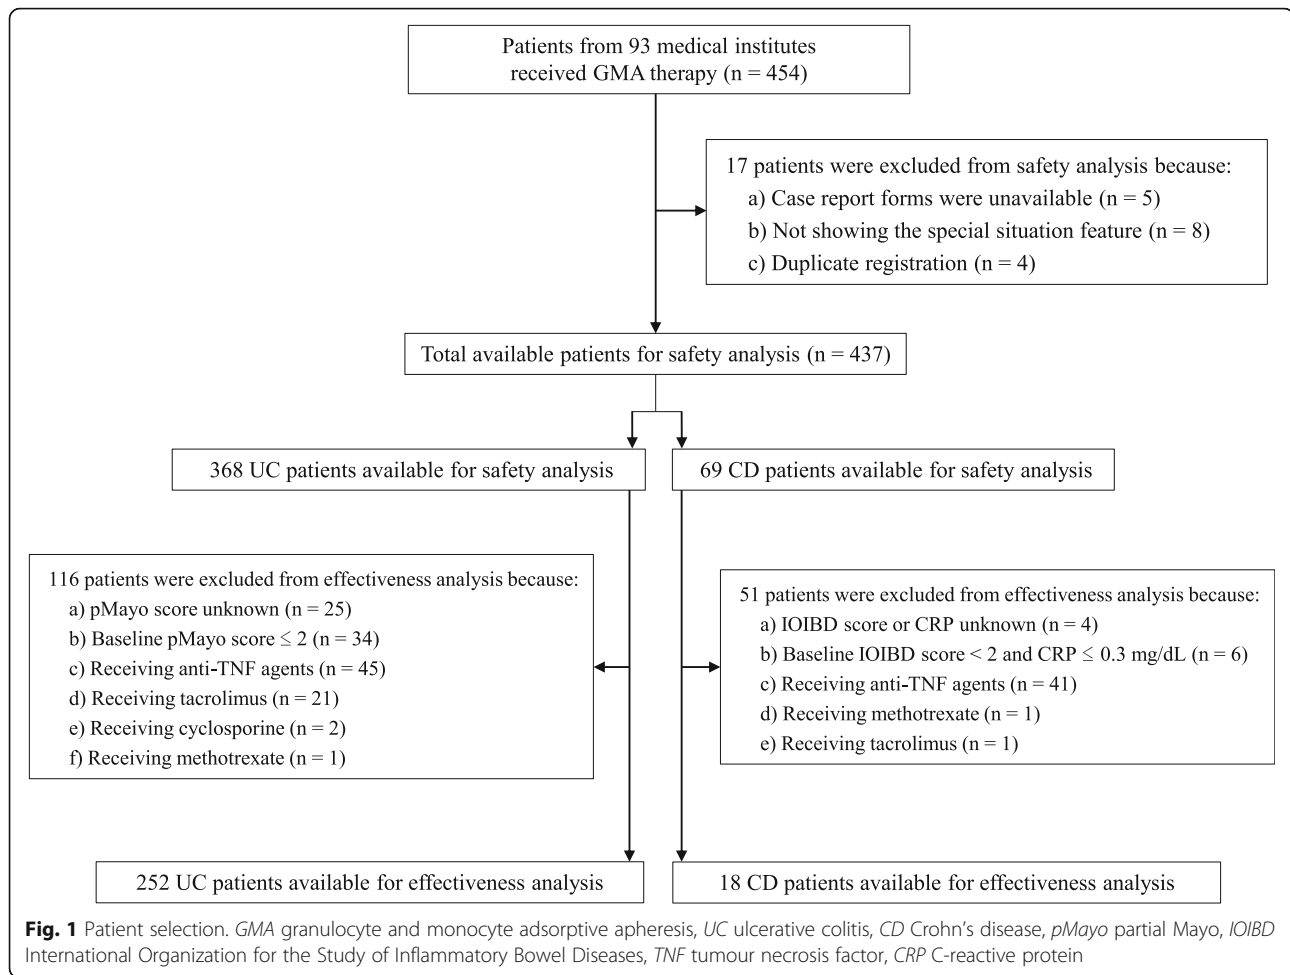 Patients from 93 medical institutes
received GMA therapy (n = 454)
17 patients were excluded from safety analysis because:
a) Case report forms were unavailable (n = 5)
b) Not showing the special situation feature (n = 8)
c) Duplicate registration (n = 4)
Total available patients for safety analysis (n = 437)
368 UC patients available for safety analysis
69 CD patients available for safety analysis
116 patients were excluded from effectiveness analysis because:
a) pMayo score unknown (n = 25)
b) Baseline pMayo score ≤ 2 (n = 34)
c) Receiving anti-TNF agents (n = 45)
d) Receiving tacrolimus (n = 21)
e) Receiving cyclosporine (n = 2)
f) Receiving methotrexate (n = 1)
51 patients were excluded from effectiveness analysis because:
a) IOIBD score or CRP unknown (n = 4)
b) Baseline IOIBD score < 2 and CRP ≤ 0.3 mg/dL (n = 6)
c) Receiving anti-TNF agents (n = 41)
d) Receiving methotrexate (n = 1)
e) Receiving tacrolimus (n = 1)
252 UC patients available for effectiveness analysis
18 CD patients available for effectiveness analysis
Fig. 1 Patient selection. GMA granulocyte and monocyte adsorptive apheresis, UC ulcerative colitis, CD Crohn's disease, pMayo partial Mayo, IOIBD
International Organization for the Study of Inflammatory Bowel Diseases, TNF tumour necrosis factor, CRP C-reactive protein